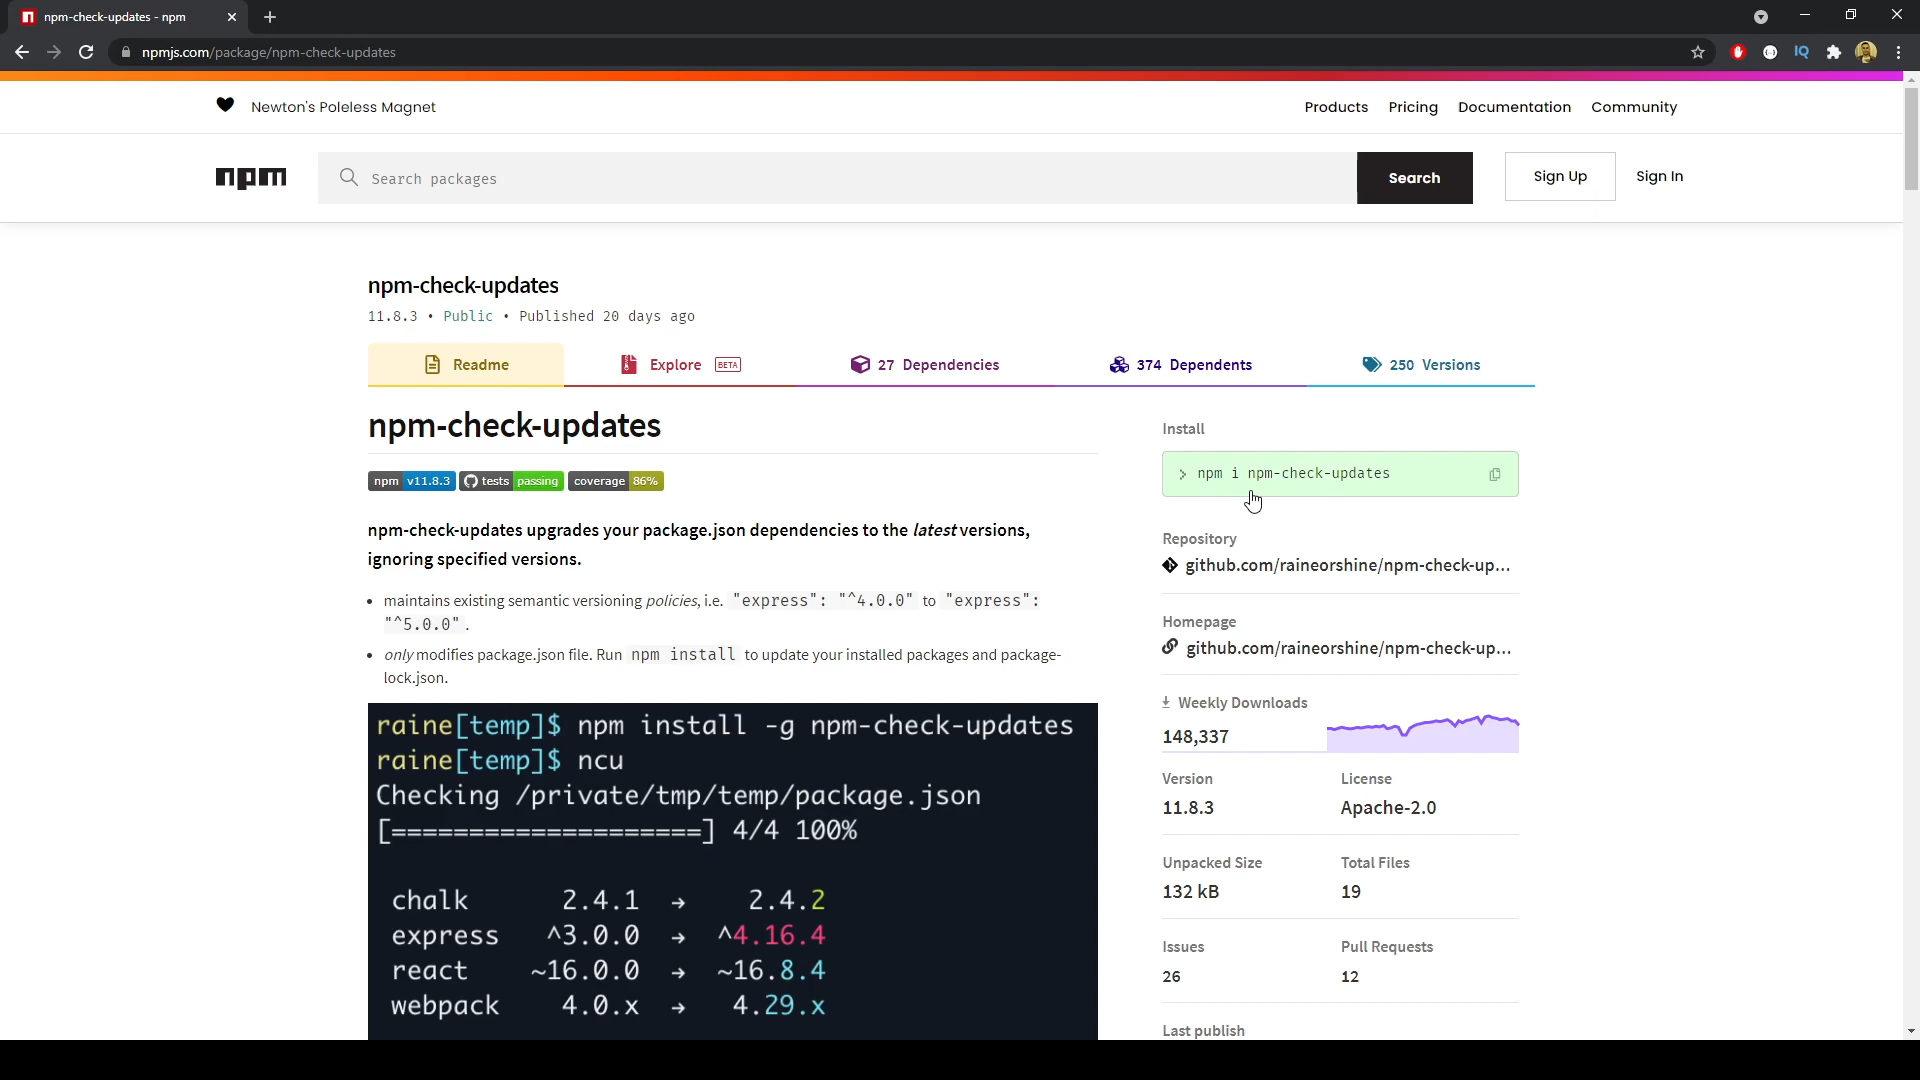 npm-check-updates - npm
npmjs.com/package/npm-check-updates
IQ
Newton's Poleless Magnet
Products Pricing Documentation Community
npm
Search packages
Search
Sign Up
Sign In
npm-check-updates
11.8.3 • Public • Published 20 days ago
Readme
Explore BETA
27 Dependencies
374 Dependents
250 Versions
npm-check-updates
npm v11.8.3 tests passing coverage 86%
npm-check-updates upgrades your package.json dependencies to the latest versions,
ignoring specified versions.
• maintains existing semantic versioning policies, i.e. "express": "^4.0.0" to "express":
"^5.0.0".
• only modifies package.json file. Run npm install to update your installed packages and package-
lock.json.
raine[temp]$ npm install -g npm-check-updates
raine[temp]$ ncu
Checking /private/tmp/temp/package.json
[====================] 4/4 100%
chalk 2.4.1 → 2.4.2
express ^3.0.0 → ^4.16.4
react ~16.0.0 → ~16.8.4
webpack 4.0.x → 4.29.x
Install
> npm i npm-check-updates
Repository
github.com/raineorshine/npm-check-up...
Homepage
github.com/raineorshine/npm-check-up...
Weekly Downloads
148,337
Version License
11.8.3 Apache-2.0
Unpacked Size Total Files
132 kB 19
Issues Pull Requests
26 12
Last publish